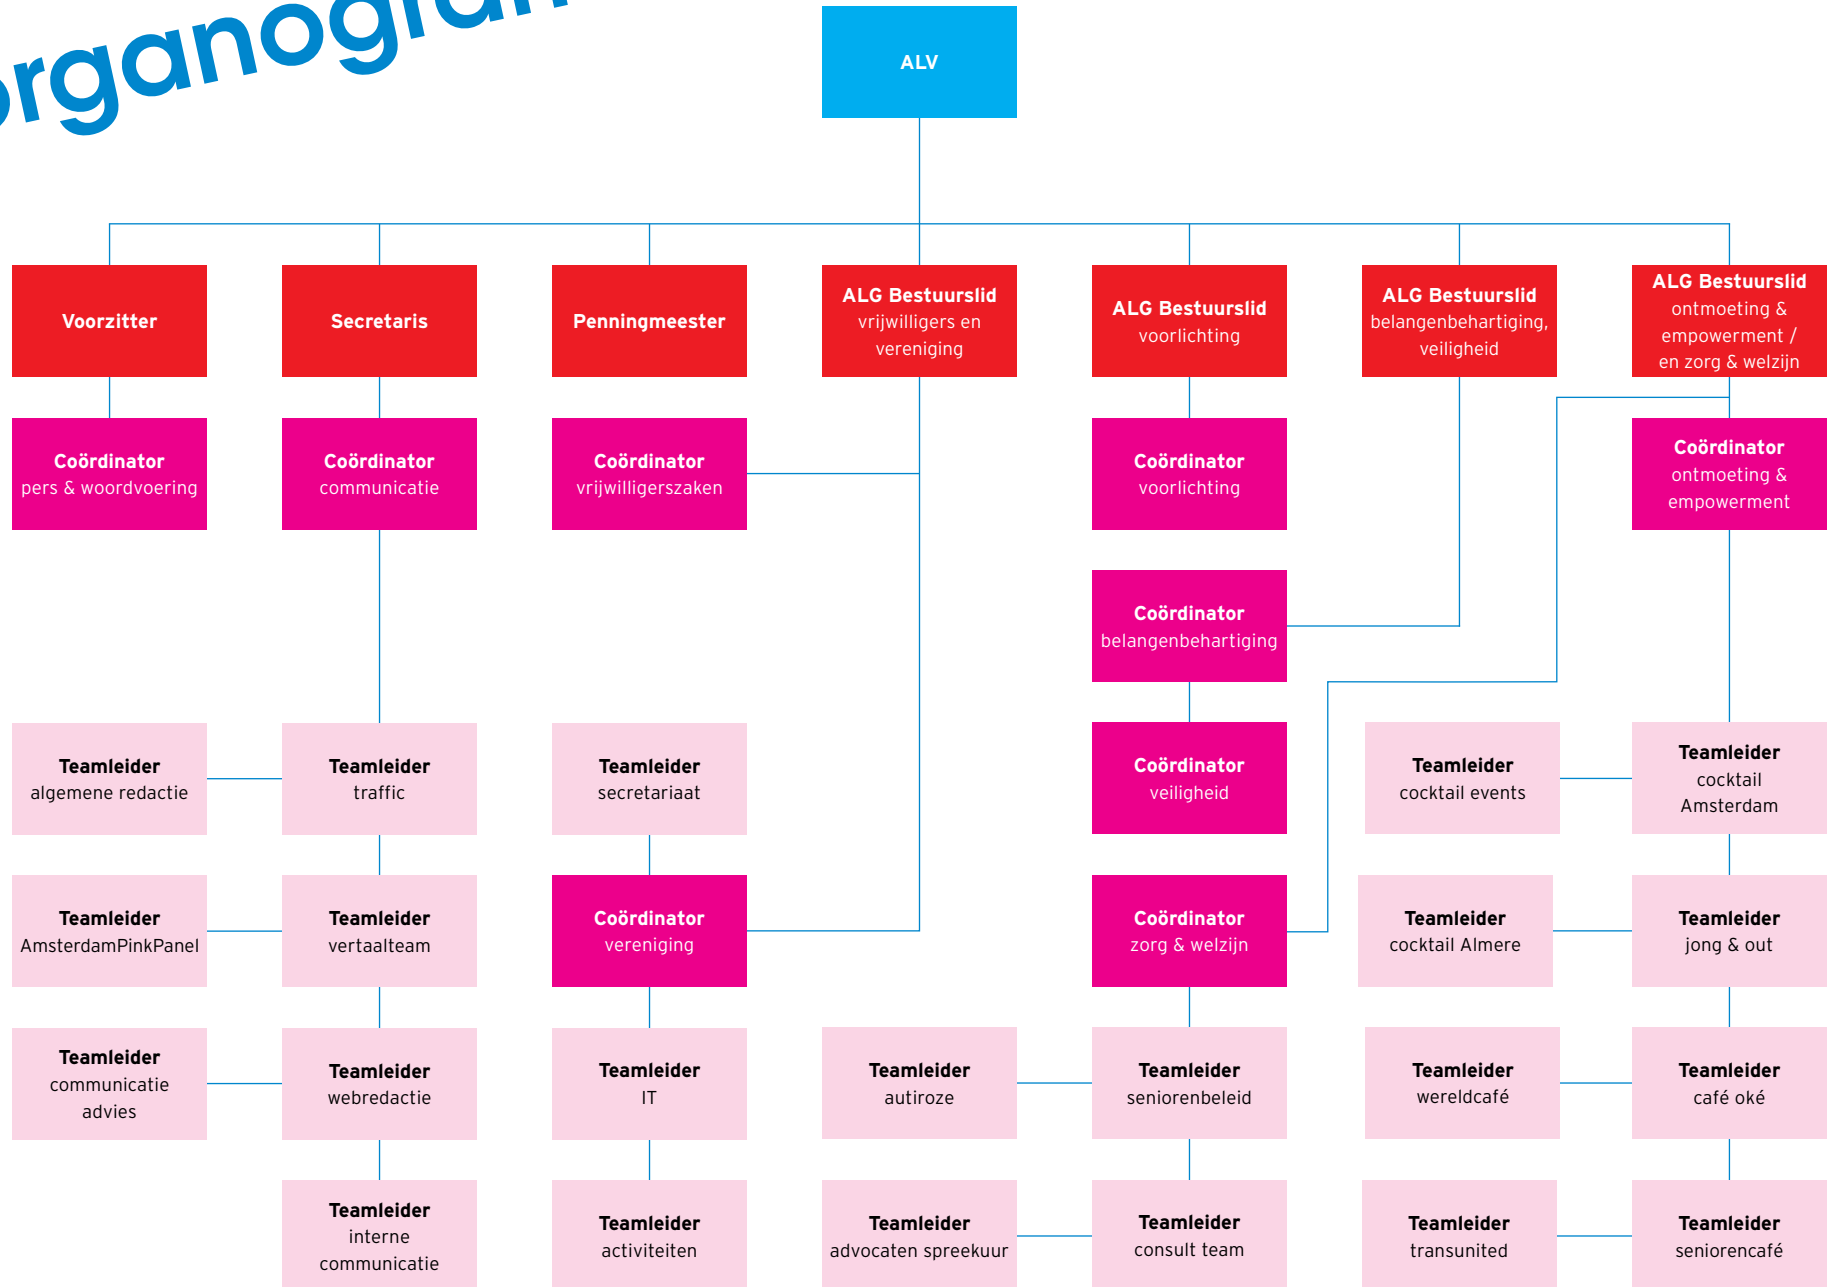 organogram
ALV
Voorzitter
Secretaris
Penningmeester
ALG Bestuurslid
vrijwilligers en
vereniging
ALG Bestuurslid
voorlichting
ALG Bestuurslid
belangenbehartiging,
veiligheid
ALG Bestuurslid
ontmoeting &
empowerment /
en zorg & welzijn
Coördinator
pers & woordvoering
Coördinator
communicatie
Coördinator
vrijwilligerszaken
Coördinator
voorlichting
Coördinator
ontmoeting &
empowerment
Coördinator
belangenbehartiging
Teamleider
algemene redactie
Teamleider
traffic
Teamleider
secretariaat
Coördinator
veiligheid
Teamleider
cocktail events
Teamleider
cocktail
Amsterdam
Teamleider
AmsterdamPinkPanel
Teamleider
vertaalteam
Coördinator
vereniging
Coördinator
zorg & welzijn
Teamleider
cocktail Almere
Teamleider
jong & out
Teamleider
communicatie
advies
Teamleider
webredactie
Teamleider
IT
Teamleider
autiroze
Teamleider
seniorenbeleid
Teamleider
wereldcafé
Teamleider
café oké
Teamleider
interne
communicatie
Teamleider
activiteiten
Teamleider
advocaten spreekuur
Teamleider
consult team
Teamleider
transunited
Teamleider
seniorencafé